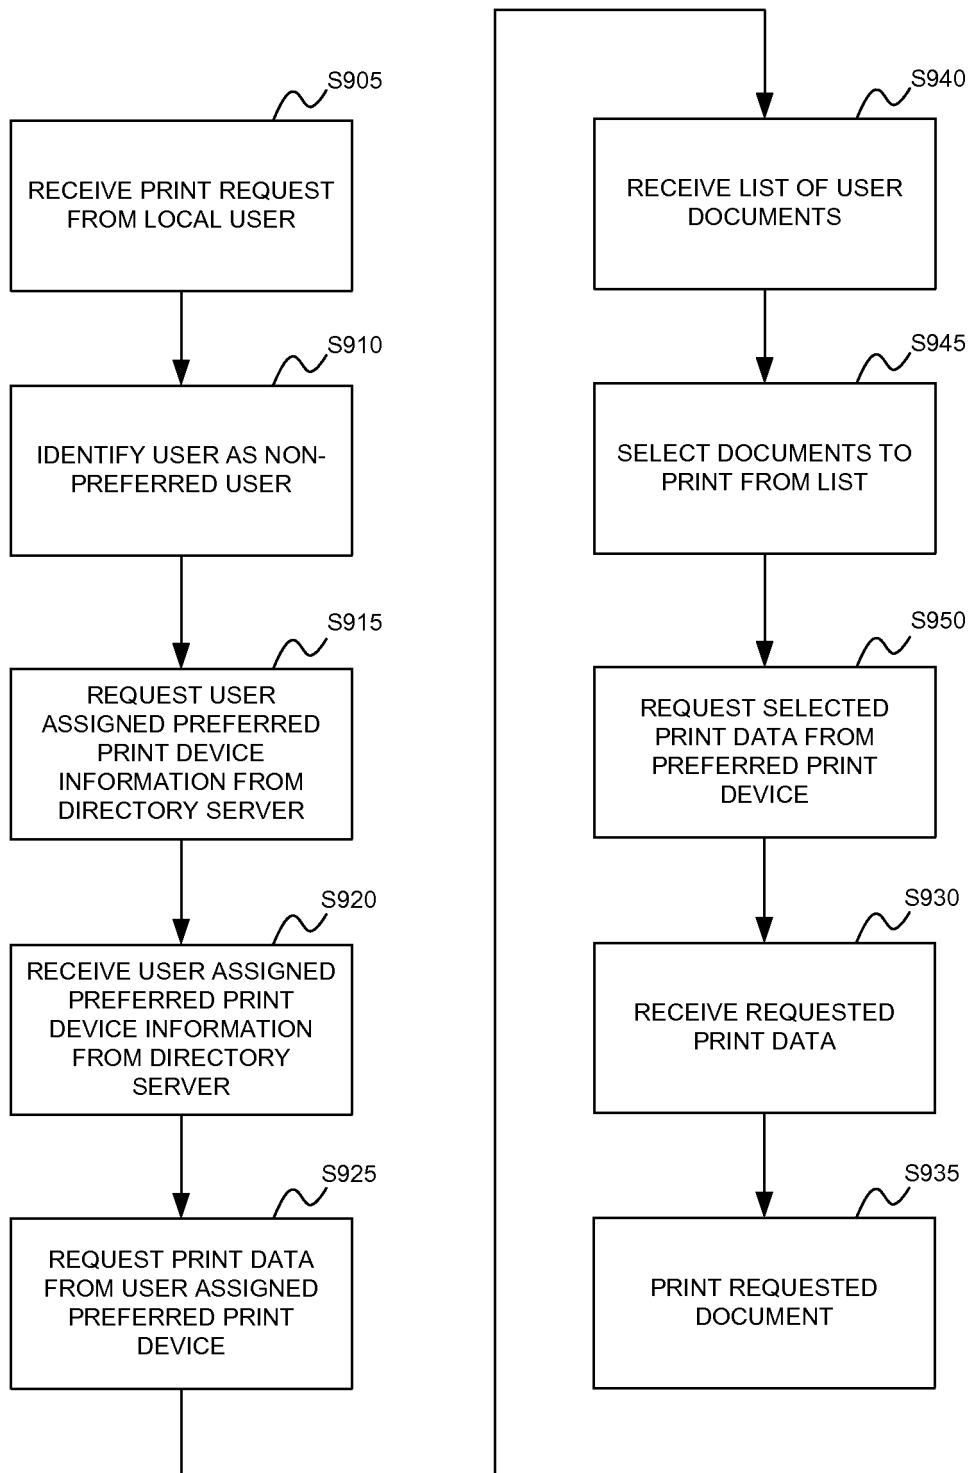 S905
RECEIVE PRINT REQUEST
FROM LOCAL USER
S910
IDENTIFY USER AS NON-
PREFERRED USER
S915
REQUEST USER
ASSIGNED PREFERRED
PRINT DEVICE
INFORMATION FROM
DIRECTORY SERVER
S920
RECEIVE USER ASSIGNED
PREFERRED PRINT
DEVICE INFORMATION
FROM DIRECTORY
SERVER
S925
REQUEST PRINT DATA
FROM USER ASSIGNED
PREFERRED PRINT
DEVICE
S940
RECEIVE LIST OF USER
DOCUMENTS
S945
SELECT DOCUMENTS TO
PRINT FROM LIST
S950
REQUEST SELECTED
PRINT DATA FROM
PREFERRED PRINT
DEVICE
S930
RECEIVE REQUESTED
PRINT DATA
S935
PRINT REQUESTED
DOCUMENT